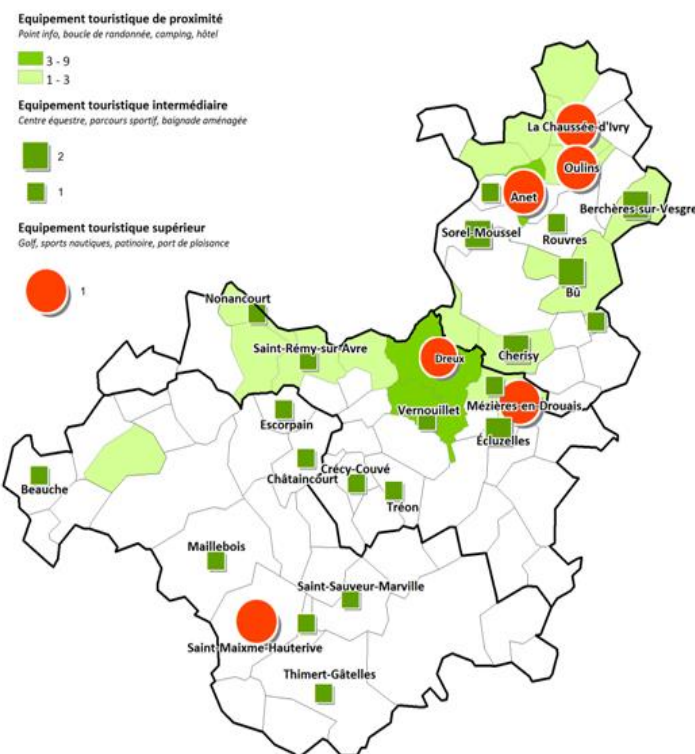 Equipement touristique de proximité
Point info, boucle de randonnée, camping, hôtel
3 - 9
1 - 3
Equipement touristique intermédiaire
Centre équestre, parcours sportif, baignade aménagée
2
1
Equipement touristique supérieur
Golf, sports nautiques, patinoire, port de plaisance
1
La Chaussée-d'Ivry
Oulins
Anet
Berchères-sur-Vesgre
Sorel-Moussel
Rouvres
Bû
Nonancourt
Saint-Rémy-sur-Avre
Dreux
Cherisy
Mézières-en-Drouais
Vernouillet
Escorpain
Écluzelles
Crécy-Couvé
Châtaincourt
Beauche
Tréon
Maillebois
Saint-Sauveur-Marville
Saint-Maixme-Hauterive
Thimert-Gâtelles